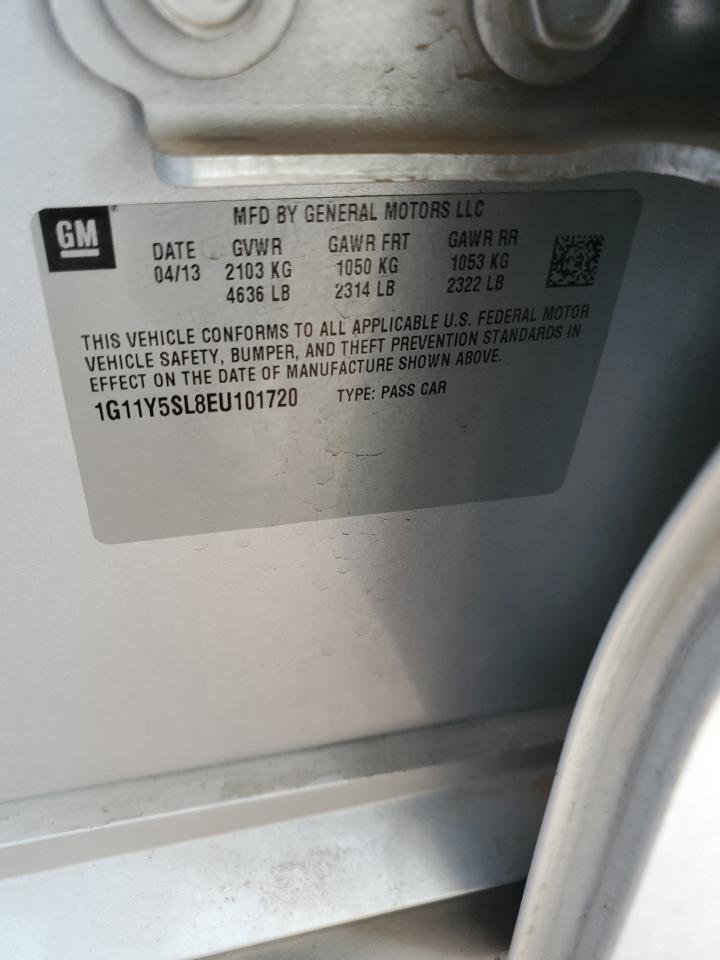 GM®
MFD BY GENERAL MOTORS LLC
DATE GVWR GAWR FRT GAWR RR
04/13 2103 KG 1050 KG 1053 KG
4636 LB 2314 LB 2322 LB
THIS VEHICLE CONFORMS TO ALL APPLICABLE U.S. FEDERAL MOTOR
VEHICLE SAFETY, BUMPER, AND THEFT PREVENTION STANDARDS IN
EFFECT ON THE DATE OF MANUFACTURE SHOWN ABOVE.
1G11Y5SL8EU101720 TYPE: PASS CAR